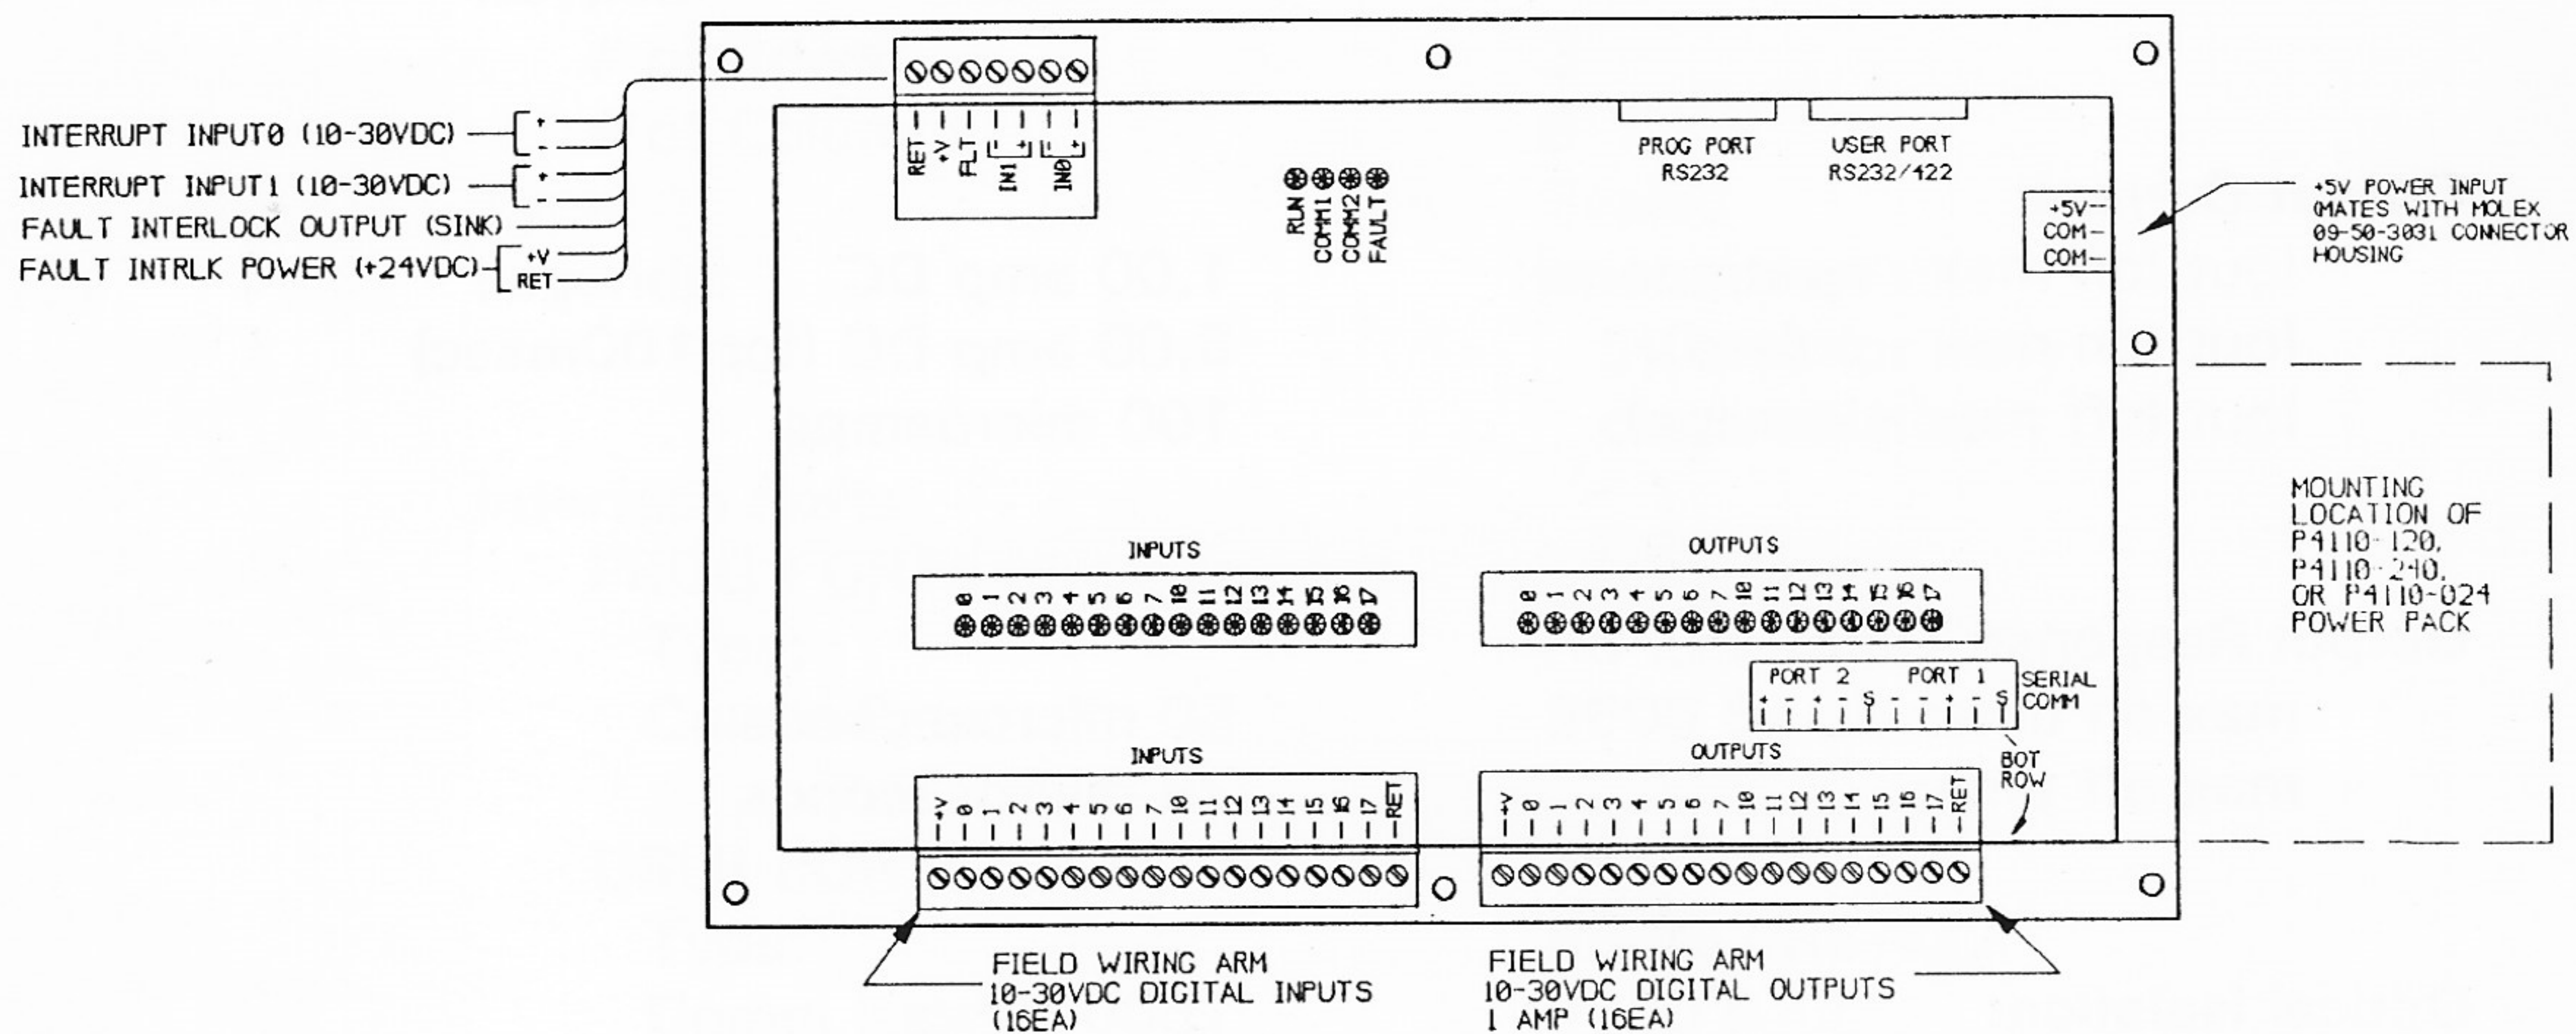 INTERRUPT INPUT0 (10-30VDC)
+
-
INTERRUPT INPUT1 (10-30VDC)
+
-
FAULT INTERLOCK OUTPUT (SINK)
FAULT INTRLK POWER (+24VDC)
+V
RET
RET
+V
FLT
- +
IN1
- +
IN0
RUN
COMM1
COMM2
FAULT
PROG PORT
RS232
USER PORT
RS232/422
+5V
COM
COM
+5V POWER INPUT
(MATES WITH MOLEX
09-50-3031 CONNECTOR
HOUSING
MOUNTING
LOCATION OF
P4110-120,
P4110-240,
OR P4110-024
POWER PACK
INPUTS
0 1 2 3 4 5 6 7 10 11 12 13 14 15 16 17
OUTPUTS
0 1 2 3 4 5 6 7 10 11 12 13 14 15 16 17
PORT 2 PORT 1
+ - + - S - - + - S
SERIAL
COMM
BOT
ROW
INPUTS
+V 0 1 2 3 4 5 6 7 10 11 12 13 14 15 16 17 RET
OUTPUTS
+V 0 1 2 3 4 5 6 7 10 11 12 13 14 15 16 17 RET
FIELD WIRING ARM
10-30VDC DIGITAL INPUTS
(16EA)
FIELD WIRING ARM
10-30VDC DIGITAL OUTPUTS
1 AMP (16EA)